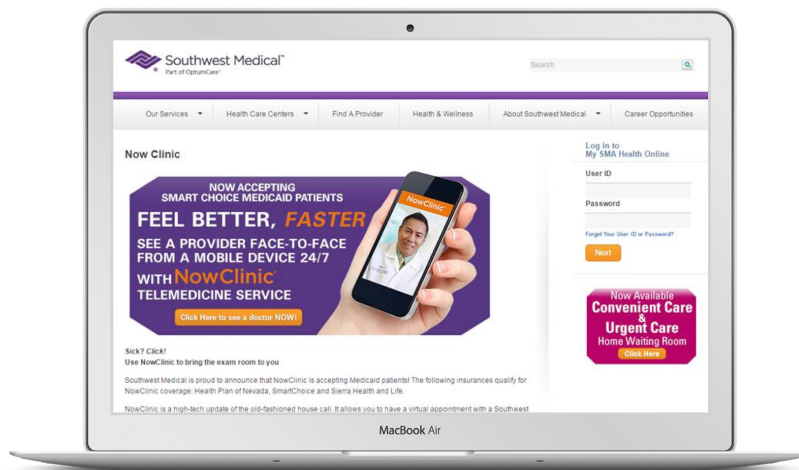 Southwest Medical™
Part of OptumCare™
Search
Our Services
Health Care Centers
Find A Provider
Health & Wellness
About Southwest Medical
Career Opportunities
Now Clinic
NOW ACCEPTING
SMART CHOICE MEDICAID PATIENTS
FEEL BETTER, FASTER
SEE A PROVIDER FACE-TO-FACE
FROM A MOBILE DEVICE 24/7
WITH NowClinic
TELEMEDICINE SERVICE
Click Here to see a doctor NOW!
NowClinic
Sick? Click!
Use NowClinic to bring the exam room to you
Southwest Medical is proud to announce that NowClinic is accepting Medicaid patients! The following insurances qualify for
NowClinic coverage: Health Plan of Nevada, SmartChoice and Sierra Health and Life.
NowClinic is a high-tech update of the old-fashioned house call. It allows you to have a virtual appointment with a Southwest
Log in to
My SMA Health Online
User ID
Password
Forgot Your User ID or Password?
Next
Now Available
Convenient Care
&
Urgent Care
Home Waiting Room
Click Here
MacBook Air